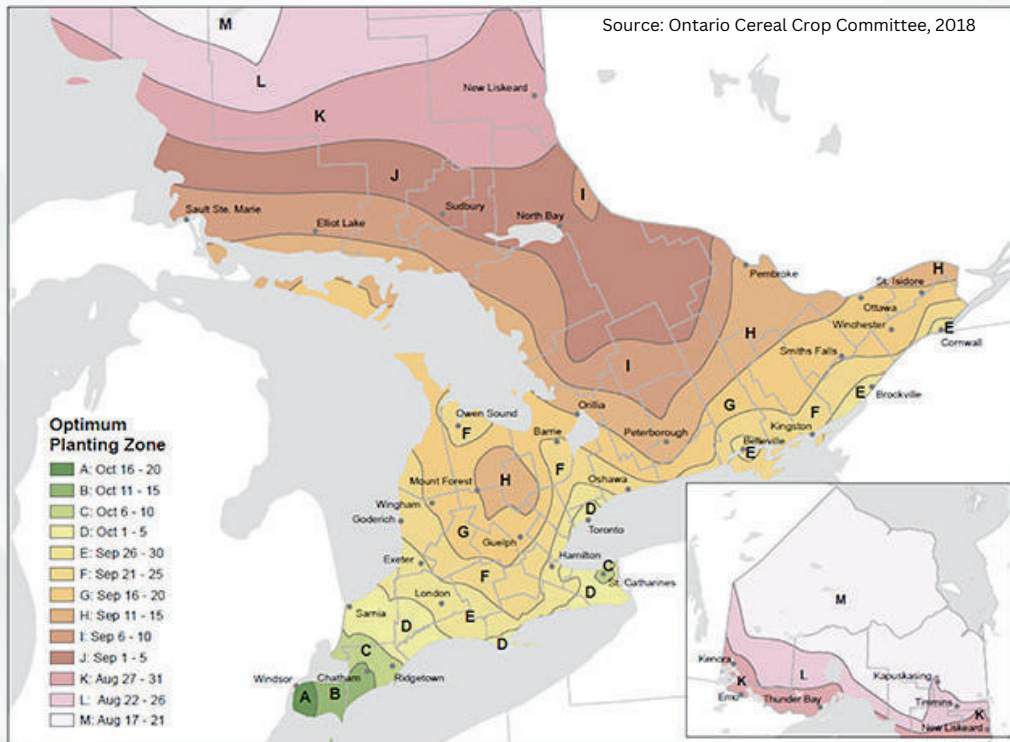 Source: Ontario Cereal Crop Committee, 2018
M
L
New Liskeard
K
J
I
Sault Ste. Marie
Elliot Lake
Sudbury
North Bay
Pembroke
H
St. Isidore
Ottawa
Winchester
E
Cornwall
H
Smiths Falls
I
E
Brockville
G
F
Kingston
Owen Sound
F
Orillia
Barrie
Peterborough
Belleville
E
F
H
Mount Forest
Oshawa
Wingham
D
Goderich
Toronto
G
Guelph
Exeter
Hamilton
C
St. Catharines
F
D
London
Sarnia
E
D
D
C
Windsor
Chatham
Ridgetown
A
B
Optimum
Planting Zone
A: Oct 16 - 20
B: Oct 11 - 15
C: Oct 6 - 10
D: Oct 1 - 5
E: Sep 26 - 30
F: Sep 21 - 25
G: Sep 16 - 20
H: Sep 11 - 15
I: Sep 6 - 10
J: Sep 1 - 5
K: Aug 27 - 31
L: Aug 22 - 26
M: Aug 17 - 21
M
Kenora
L
Kapuskasing
K
Emo
Thunder Bay
Timmins
K
New Liskeard